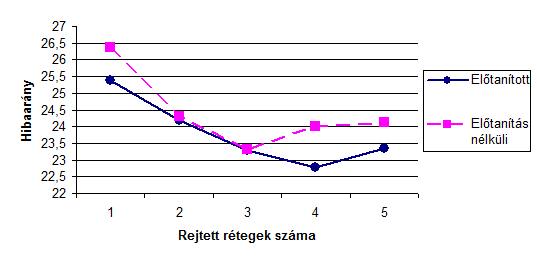 27
26,5
26
25,5
25
24,5
24
23,5
23
22,5
22
Hibaarány
1 2 3 4 5
Rejtett rétegek száma
Előtanított
Előtanítás
nélküli